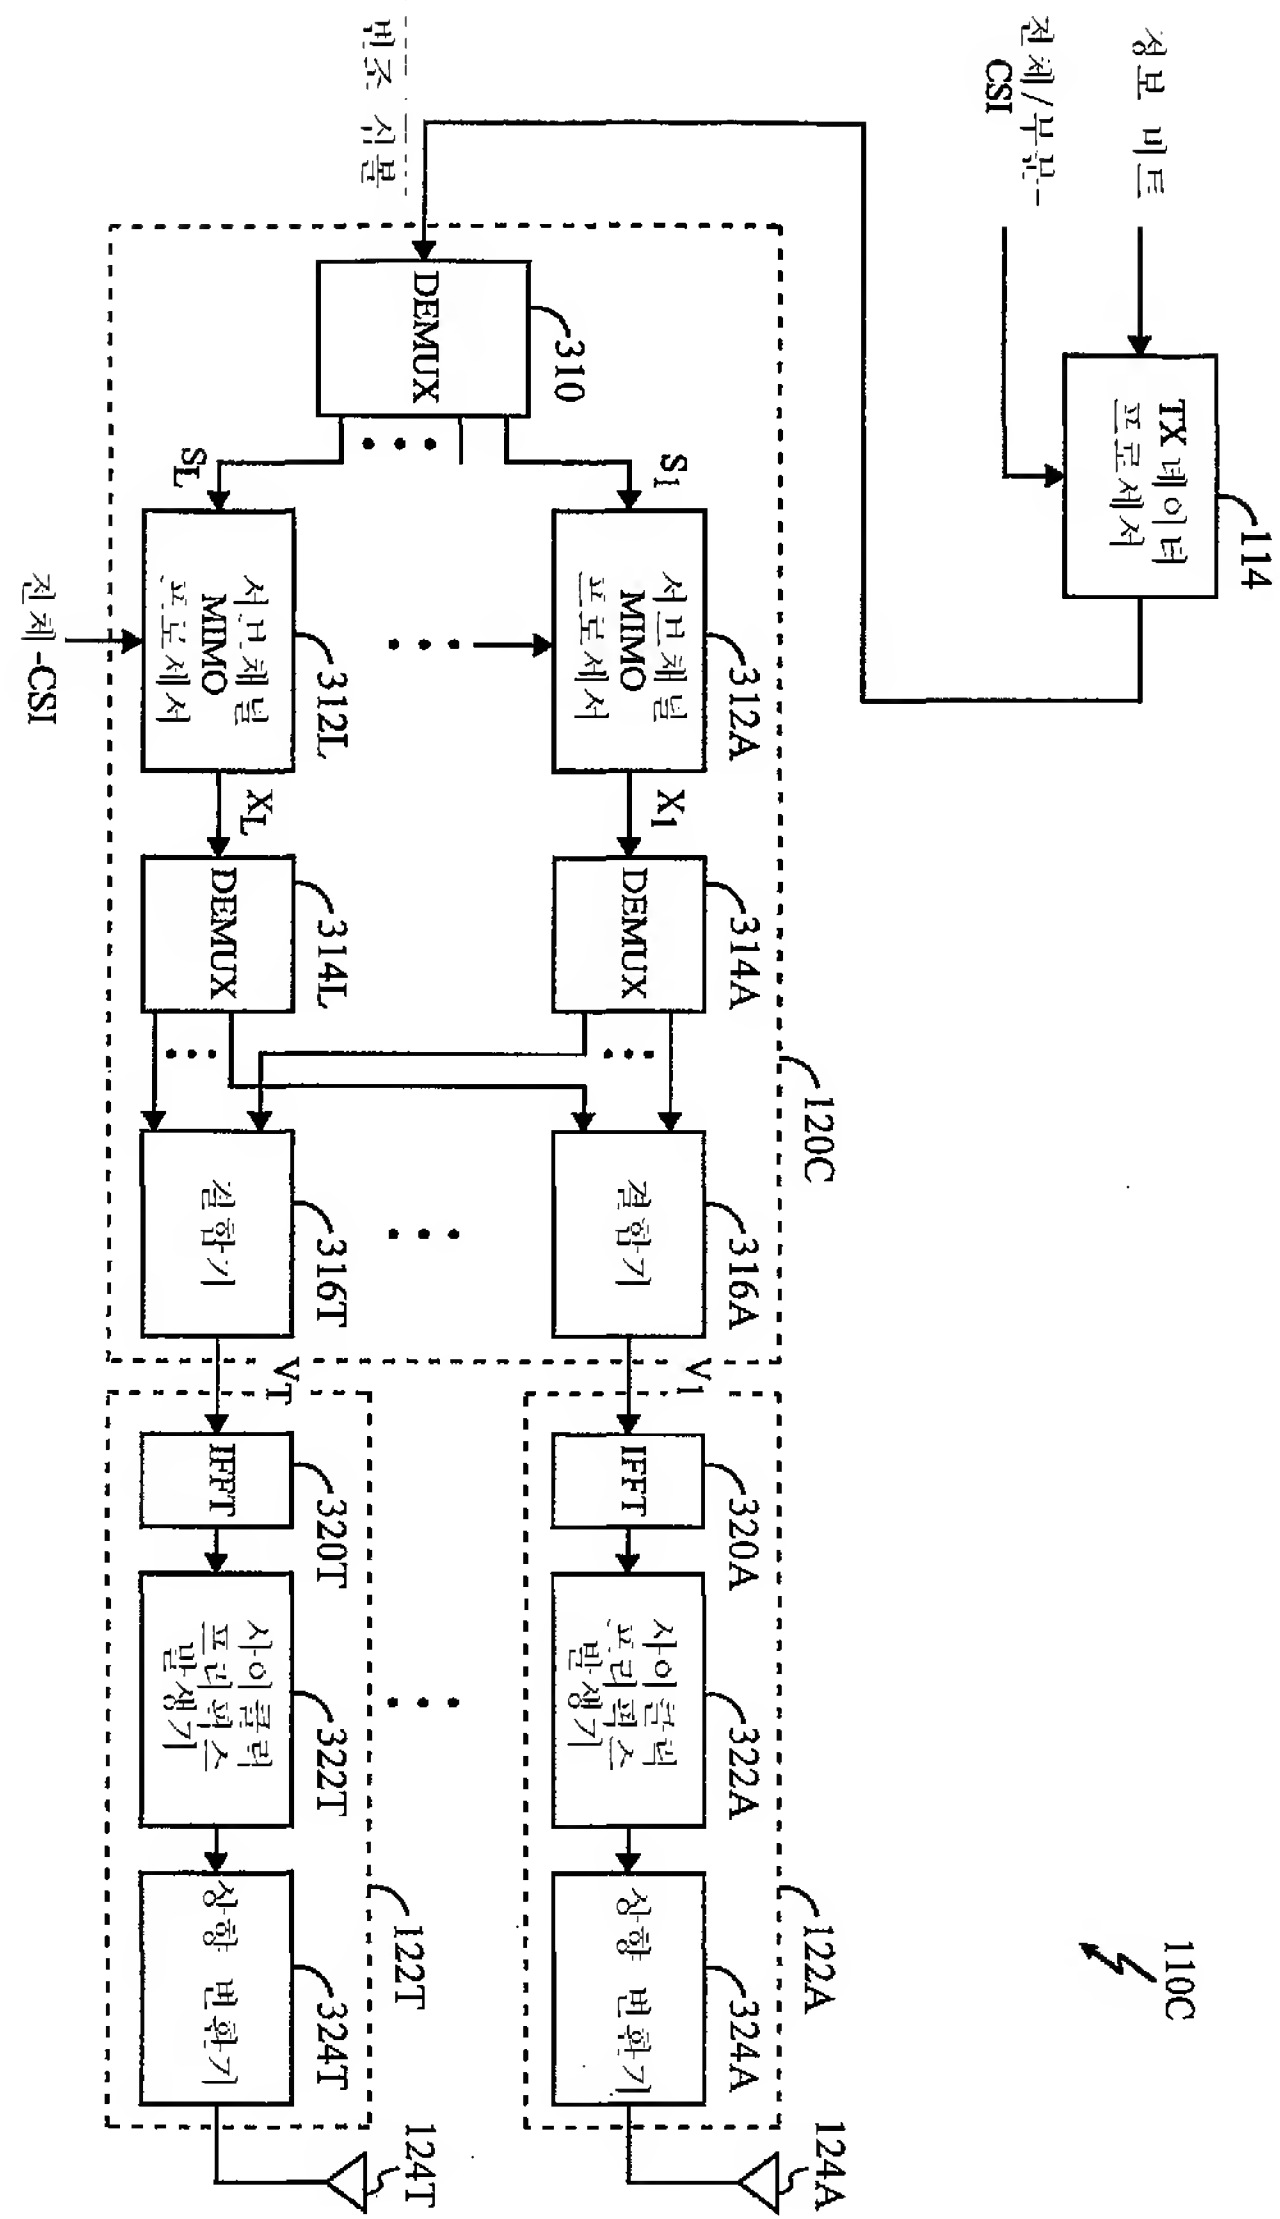 110C
정보 비트
전체/부분-
CSI
TX 데이터
프로세서
114
변조 심볼
DEMUX
310
S1
SL
서브채널
MIMO
프로세서
312A
X1
DEMUX
314A
120C
결합기
316A
V1
IFFT
320A
사이클릭
프리픽스
발생기
322A
상향 변환기
324A
122A
124A
전체-CSI
서브채널
MIMO
프로세서
312L
XL
DEMUX
314L
결합기
316T
VT
IFFT
320T
사이클릭
프리픽스
발생기
322T
상향 변환기
324T
122T
124T